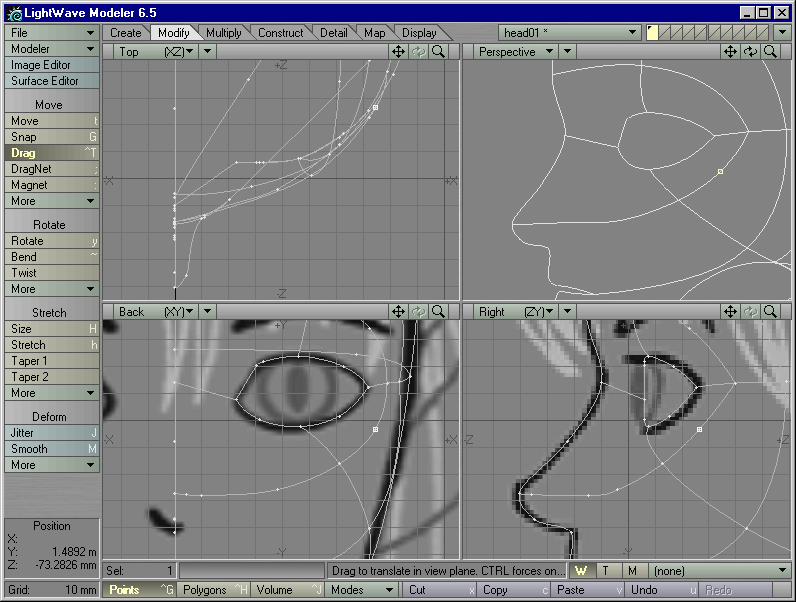 LightWave Modeler 6.5
File Create Modify Multiply Construct Detail Map Display head01 *
Modeler
Image Editor
Surface Editor
Move
Move t
Snap G
Drag ^T
DragNet ;
Magnet :
More
Rotate
Rotate y
Bend ~
Twist
More
Stretch
Size H
Stretch h
Taper 1
Taper 2
More
Deform
Jitter J
Smooth M
More
Position
X:
Y: 1.4892 m
Z: -73.2826 mm
Grid: 10 mm
Top (XZ)
+Z
-X
+X
-Z
Perspective
Back (XY)
+Y
-X
+X
-Y
Right (ZY)
-Z
+Z
-Y
Sel: 1 Drag to translate in view plane. CTRL forces on... W T M (none)
Points ^G Polygons ^H Volume ^J Modes Cut x Copy c Paste v Undo u Redo